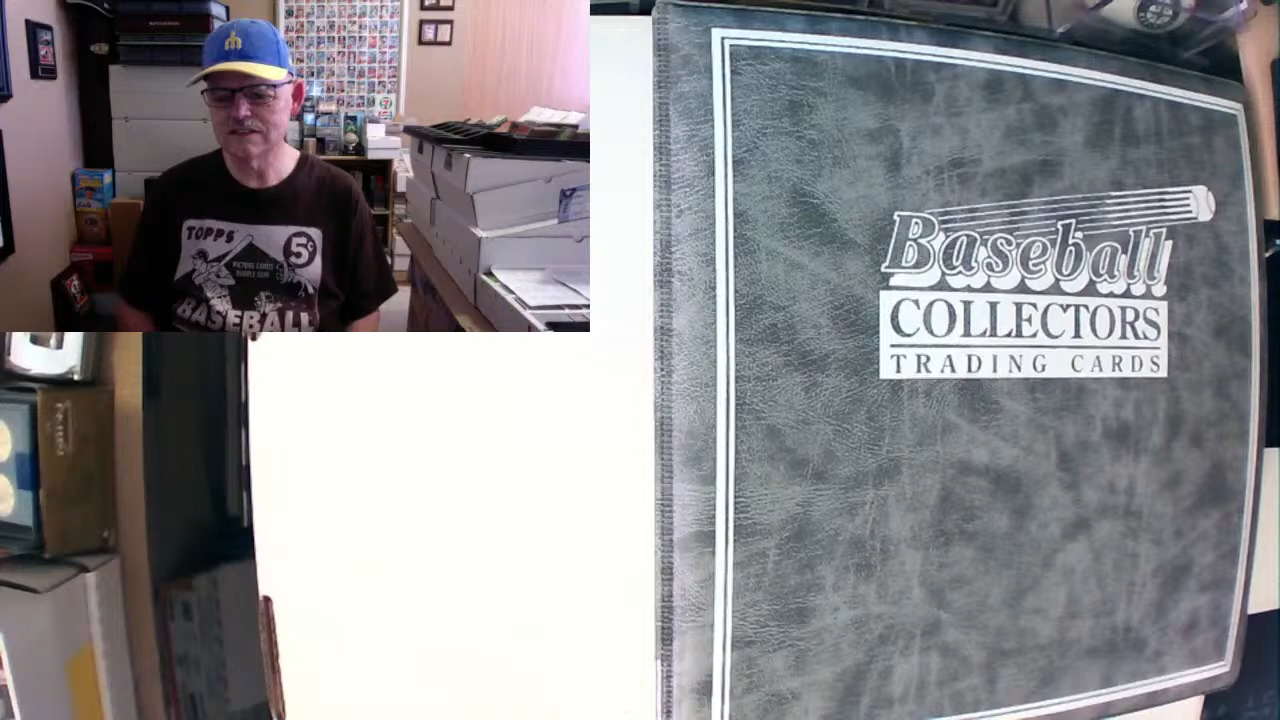 TOPPS
5¢
PICTURE CARDS
BUBBLE GUM
BASEBALL
Baseball
COLLECTORS
TRADING CARDS